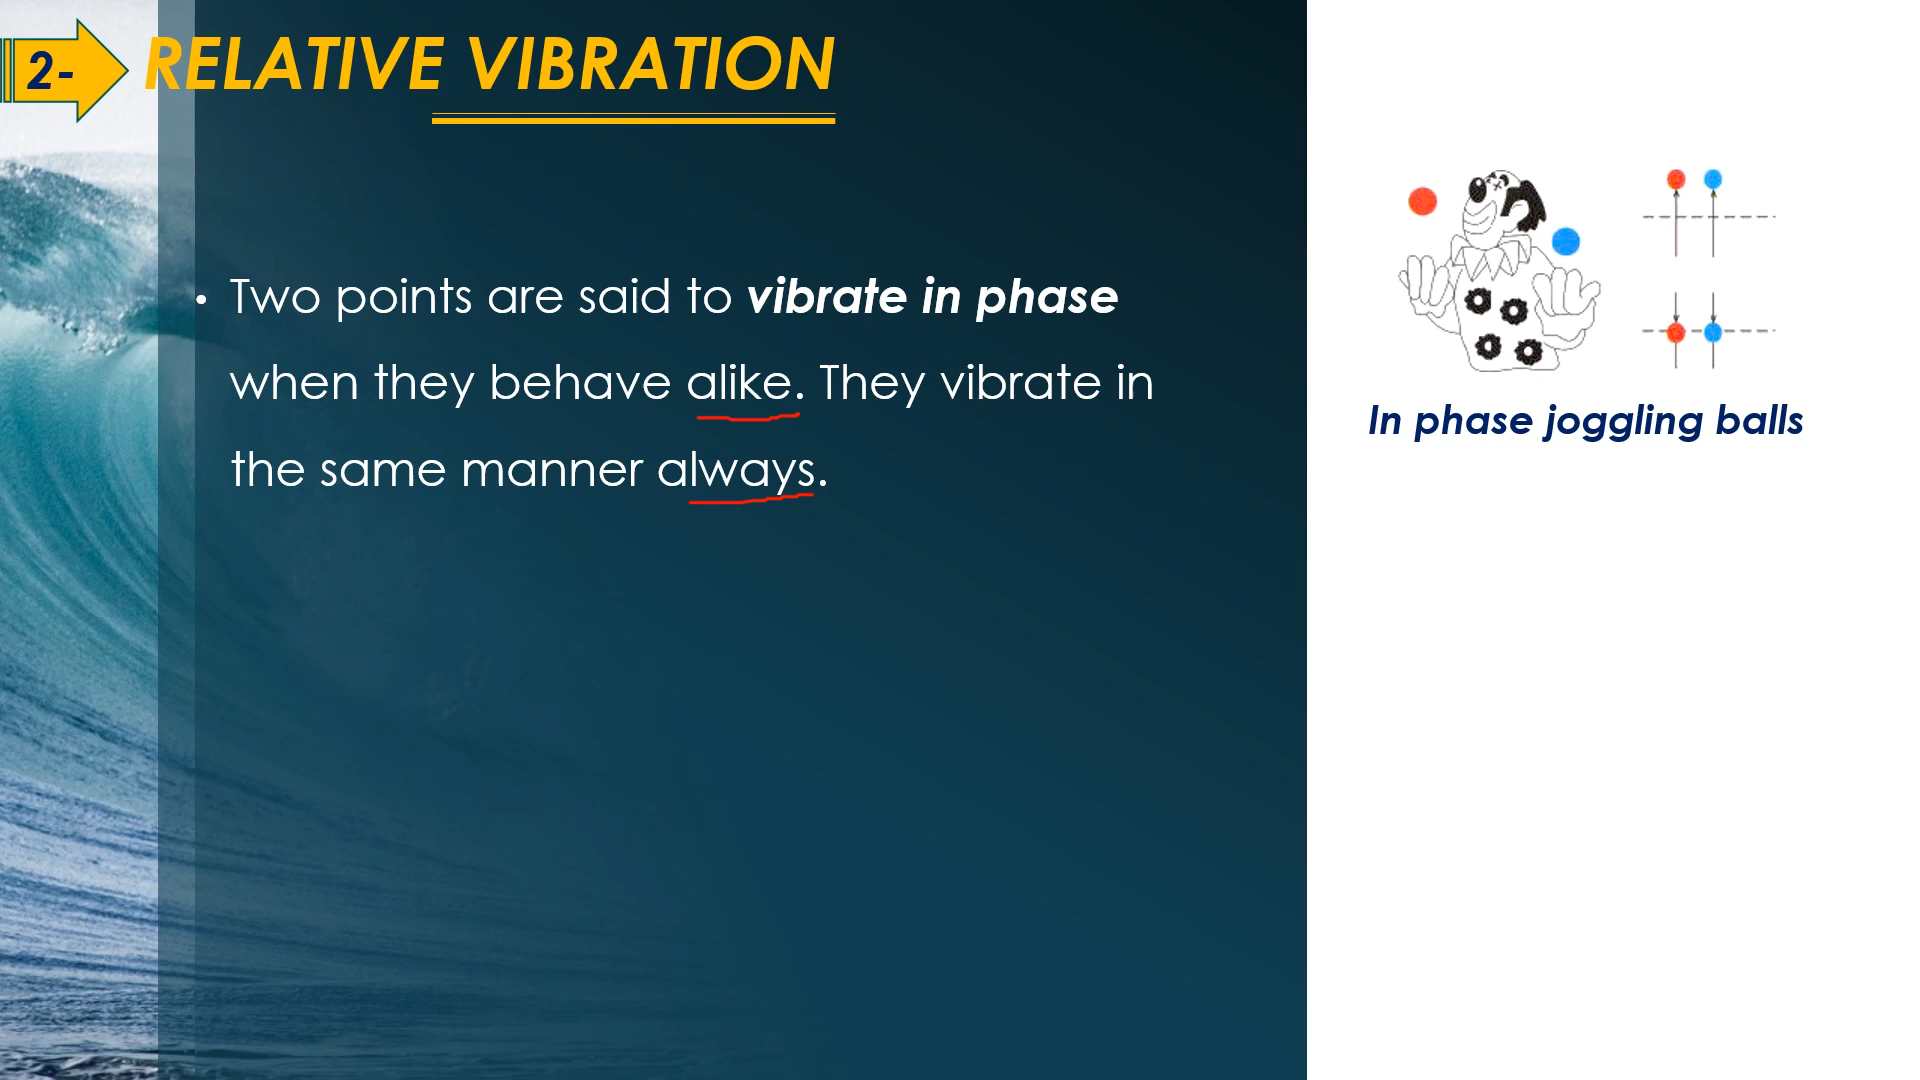 2- RELATIVE VIBRATION
• Two points are said to vibrate in phase
when they behave alike. They vibrate in
the same manner always.
In phase joggling balls